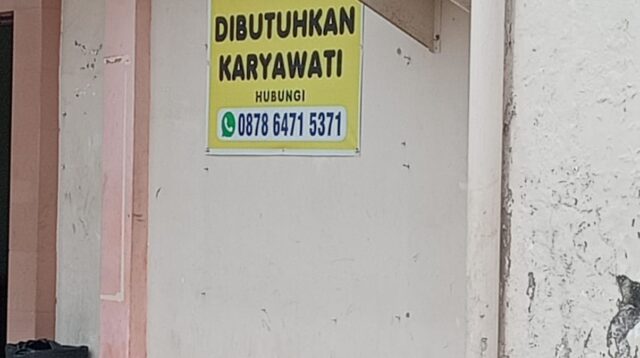 DIBUTUHKAN
KARYAWATI
HUBUNGI
0878 6471 5371